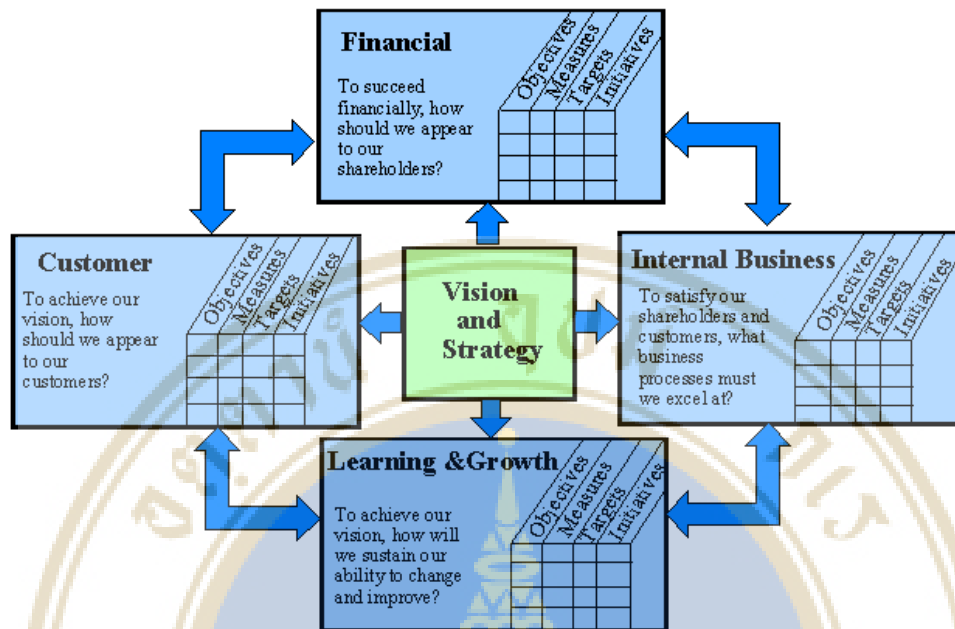 Financial
To succeed
financially, how
should we appear
to our
shareholders?
Objectives
Measures
Targets
Initiatives
Customer
To achieve our
vision, how
should we appear
to our
customers?
Objectives
Measures
Targets
Initiatives
Vision
and
Strategy
Internal Business
To satisfy our
shareholders and
customers, what
business
processes must
we excel at?
Objectives
Measures
Targets
Initiatives
Learning &Growth
To achieve our
vision, how will
we sustain our
ability to change
and improve?
Objectives
Measures
Targets
Initiatives